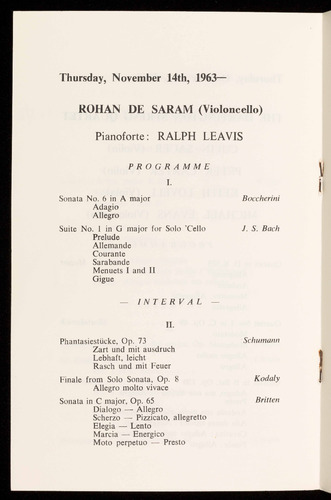 Thursday, November 14th, 1963—
ROHAN DE SARAM (Violoncello)
Pianoforte: RALPH LEAVIS
PROGRAMME
I.
Sonata No. 6 in A major Boccherini
Adagio
Allegro
Suite No. 1 in G major for Solo 'Cello J. S. Bach
Prelude
Allemande
Courante
Sarabande
Menuets I and II
Gigue
— INTERVAL —
II.
Phantasiestücke, Op. 73 Schumann
Zart und mit ausdruch
Lebhaft, leicht
Rasch und mit Feuer
Finale from Solo Sonata, Op. 8 Kodaly
Allegro molto vivace
Sonata in C major, Op. 65 Britten
Dialogo — Allegro
Scherzo — Pizzicato, allegretto
Elegia — Lento
Marcia — Energico
Moto perpetuo — Presto